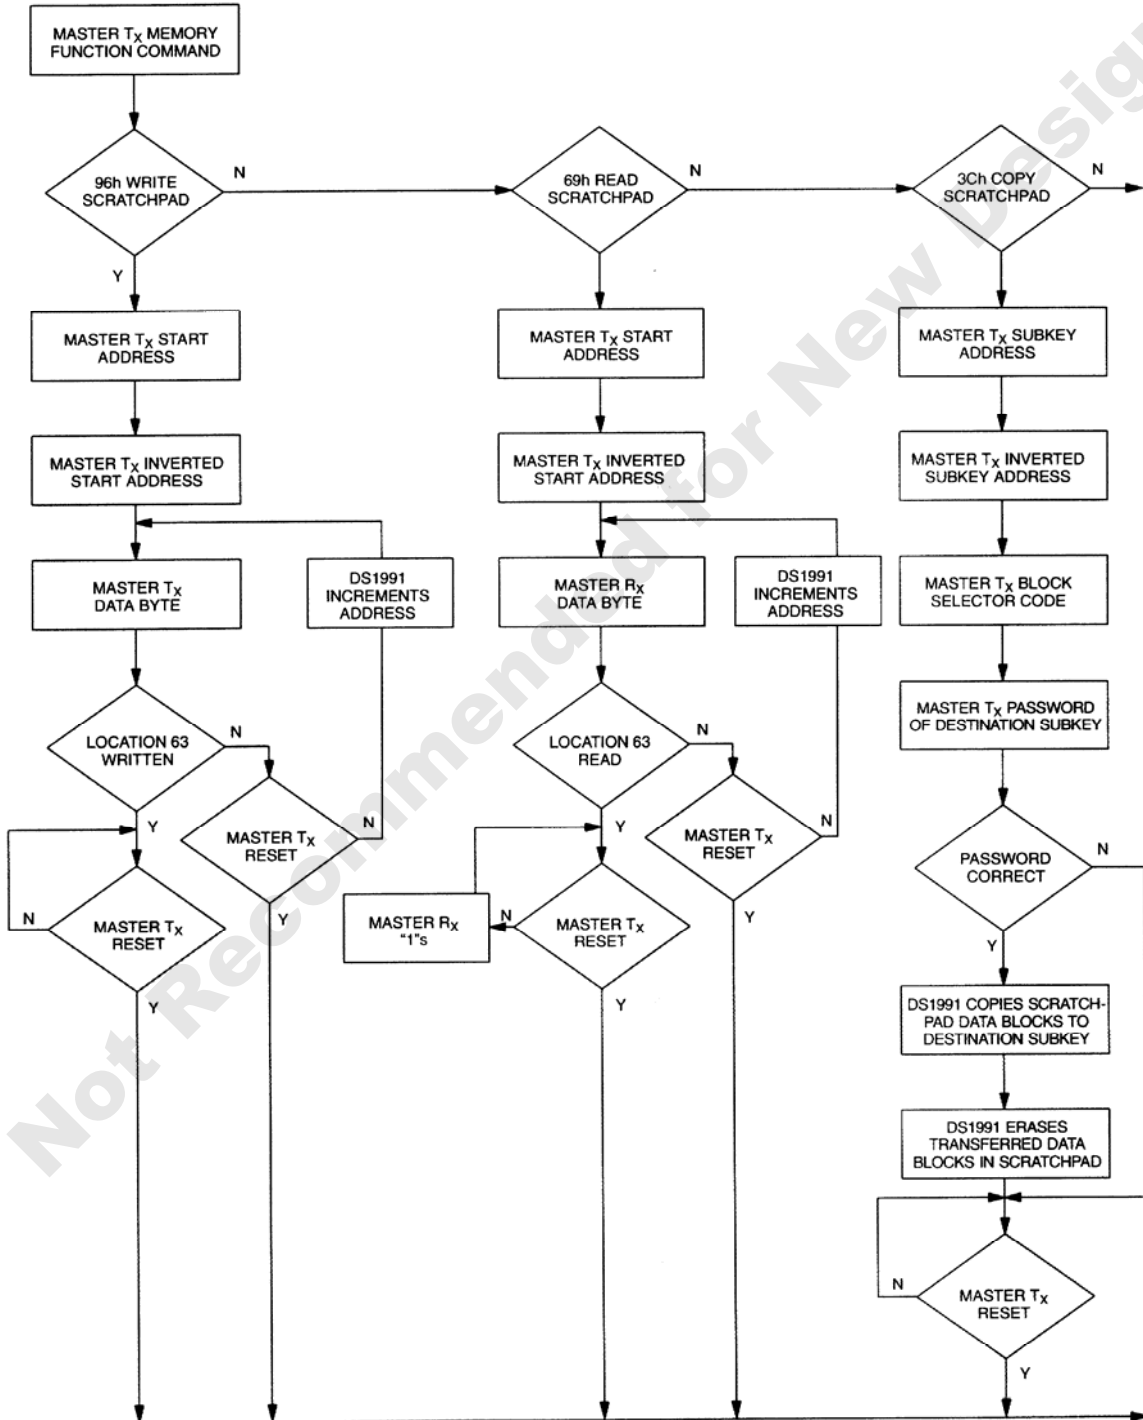 MASTER TX MEMORY
FUNCTION COMMAND
96h WRITE
SCRATCHPAD
N
Y
69h READ
SCRATCHPAD
N
3Ch COPY
SCRATCHPAD
N
MASTER TX START
ADDRESS
MASTER TX INVERTED
START ADDRESS
MASTER TX
DATA BYTE
DS1991
INCREMENTS
ADDRESS
LOCATION 63
WRITTEN
N
Y
MASTER TX
RESET
N
Y
MASTER TX
RESET
N
Y
MASTER TX START
ADDRESS
MASTER TX INVERTED
START ADDRESS
MASTER RX
DATA BYTE
DS1991
INCREMENTS
ADDRESS
LOCATION 63
READ
N
Y
MASTER TX
RESET
N
Y
MASTER RX
"1"s
N
MASTER TX
RESET
Y
MASTER TX SUBKEY
ADDRESS
MASTER TX INVERTED
SUBKEY ADDRESS
MASTER TX BLOCK
SELECTOR CODE
MASTER TX PASSWORD
OF DESTINATION SUBKEY
PASSWORD
CORRECT
N
Y
DS1991 COPIES SCRATCH-
PAD DATA BLOCKS TO
DESTINATION SUBKEY
DS1991 ERASES
TRANSFERRED DATA
BLOCKS IN SCRATCHPAD
MASTER TX
RESET
N
Y
Not Recommended for New Design